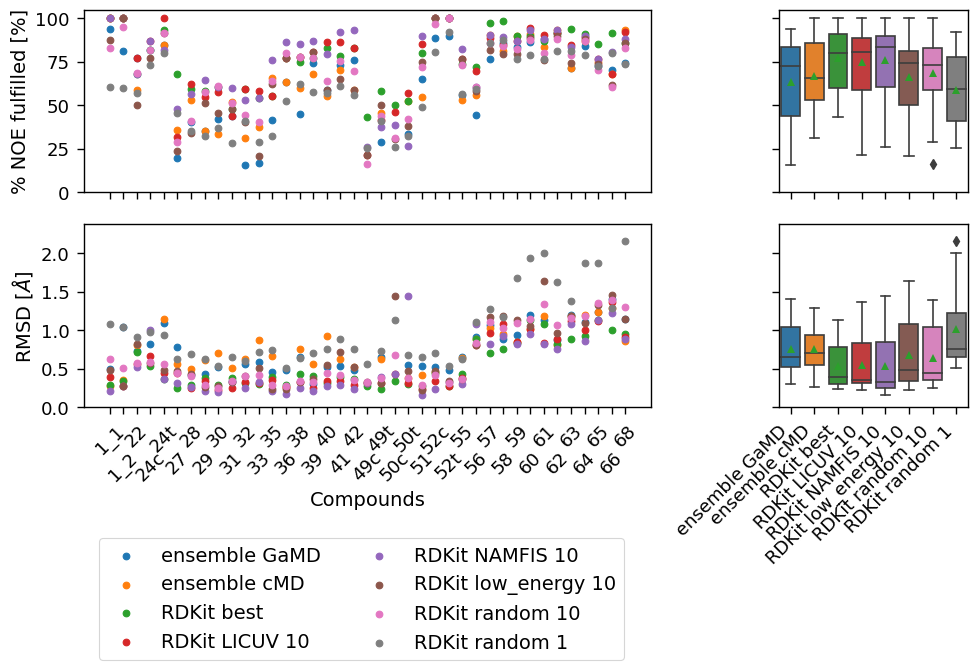 % NOE fulfilled [%]
100
75
50
25
0
RMSD [Å]
2.0
1.5
1.0
0.5
0.0
1_1
1_2
22
24c
24t
27
28
29
30
31
32
33
35
36
38
39
40
41
42
49c
49t
50c
50t
51
52c
52t
55
56
57
58
59
60
61
62
63
64
65
66
68
Compounds
ensemble GaMD
ensemble cMD
RDKit best
RDKit LICUV 10
RDKit NAMFIS 10
RDKit low_energy 10
RDKit random 10
RDKit random 1
ensemble GaMD
ensemble cMD
RDKit best
RDKit LICUV 10
RDKit NAMFIS 10
RDKit low_energy 10
RDKit random 10
RDKit random 1